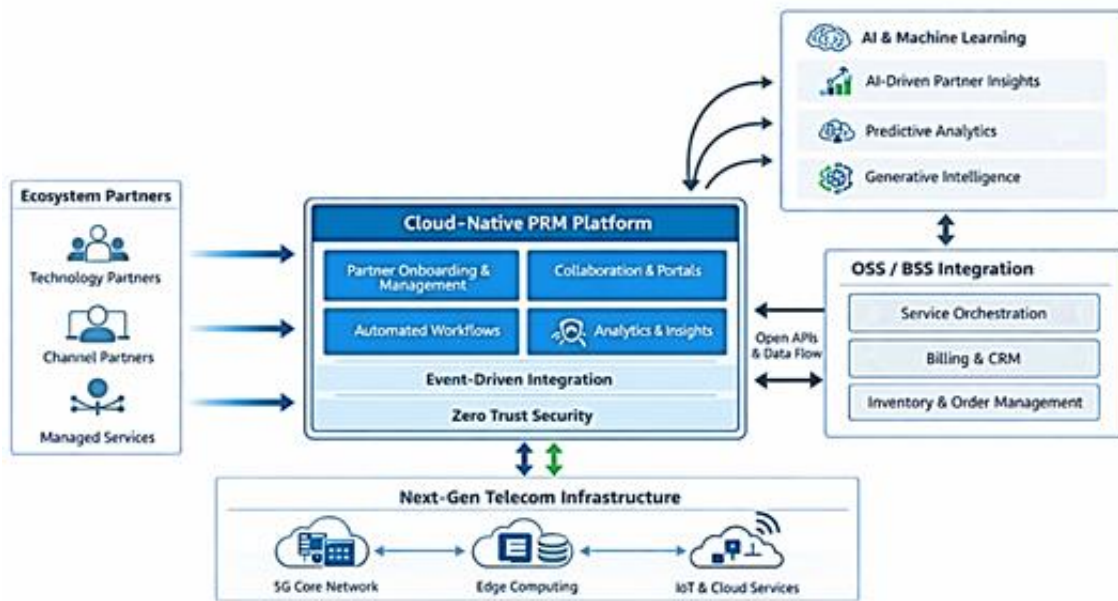 AI & Machine Learning
AI-Driven Partner Insights
Predictive Analytics
Generative Intelligence
Ecosystem Partners
Technology Partners
Channel Partners
Managed Services
Cloud-Native PRM Platform
Partner Onboarding &
Management
Collaboration & Portals
Automated Workflows
Analytics & Insights
Event-Driven Integration
Zero Trust Security
Open APIs
& Data Flow
OSS / BSS Integration
Service Orchestration
Billing & CRM
Inventory & Order Management
Next-Gen Telecom Infrastructure
5G Core Network
Edge Computing
IoT & Cloud Services